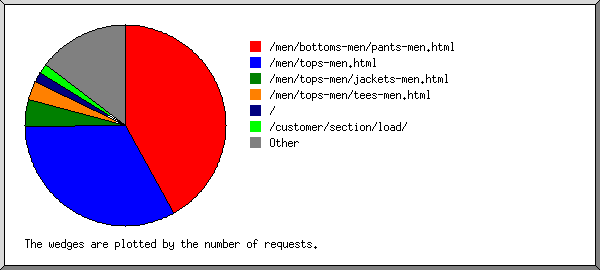 /men/bottoms-men/pants-men.html
/men/tops-men.html
/men/tops-men/jackets-men.html
/men/tops-men/tees-men.html
/
/customer/section/load/
Other
The wedges are plotted by the number of requests.